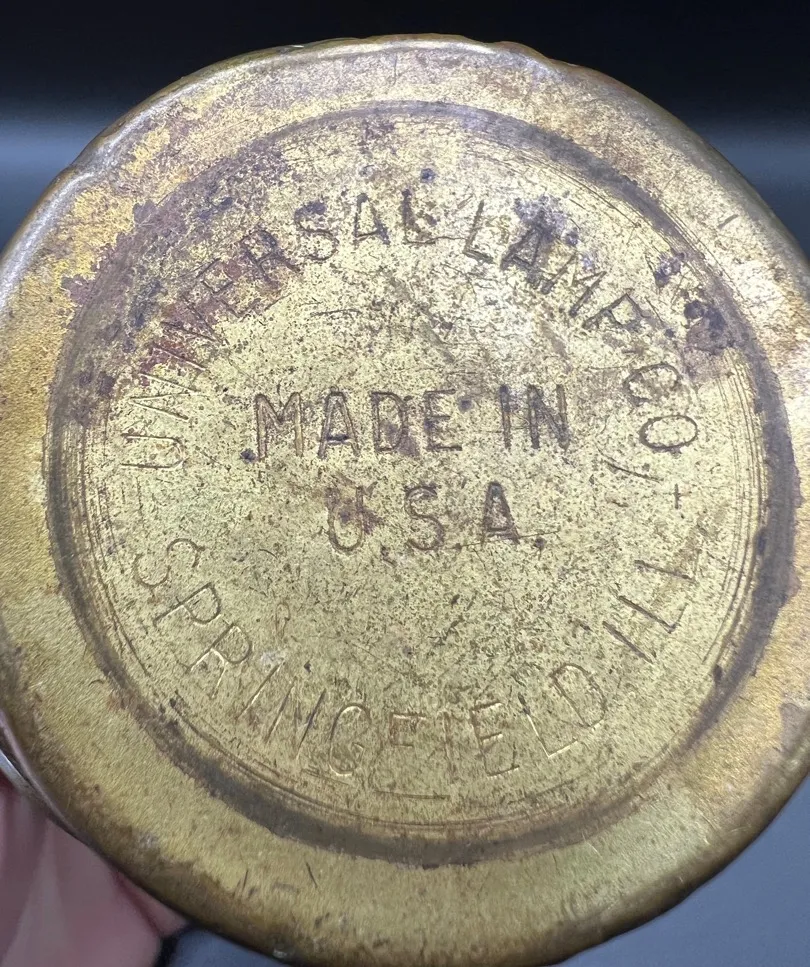 UNIVERSAL LAMP CO.
MADE IN
U.S.A.
SPRINGFIELD ILL.